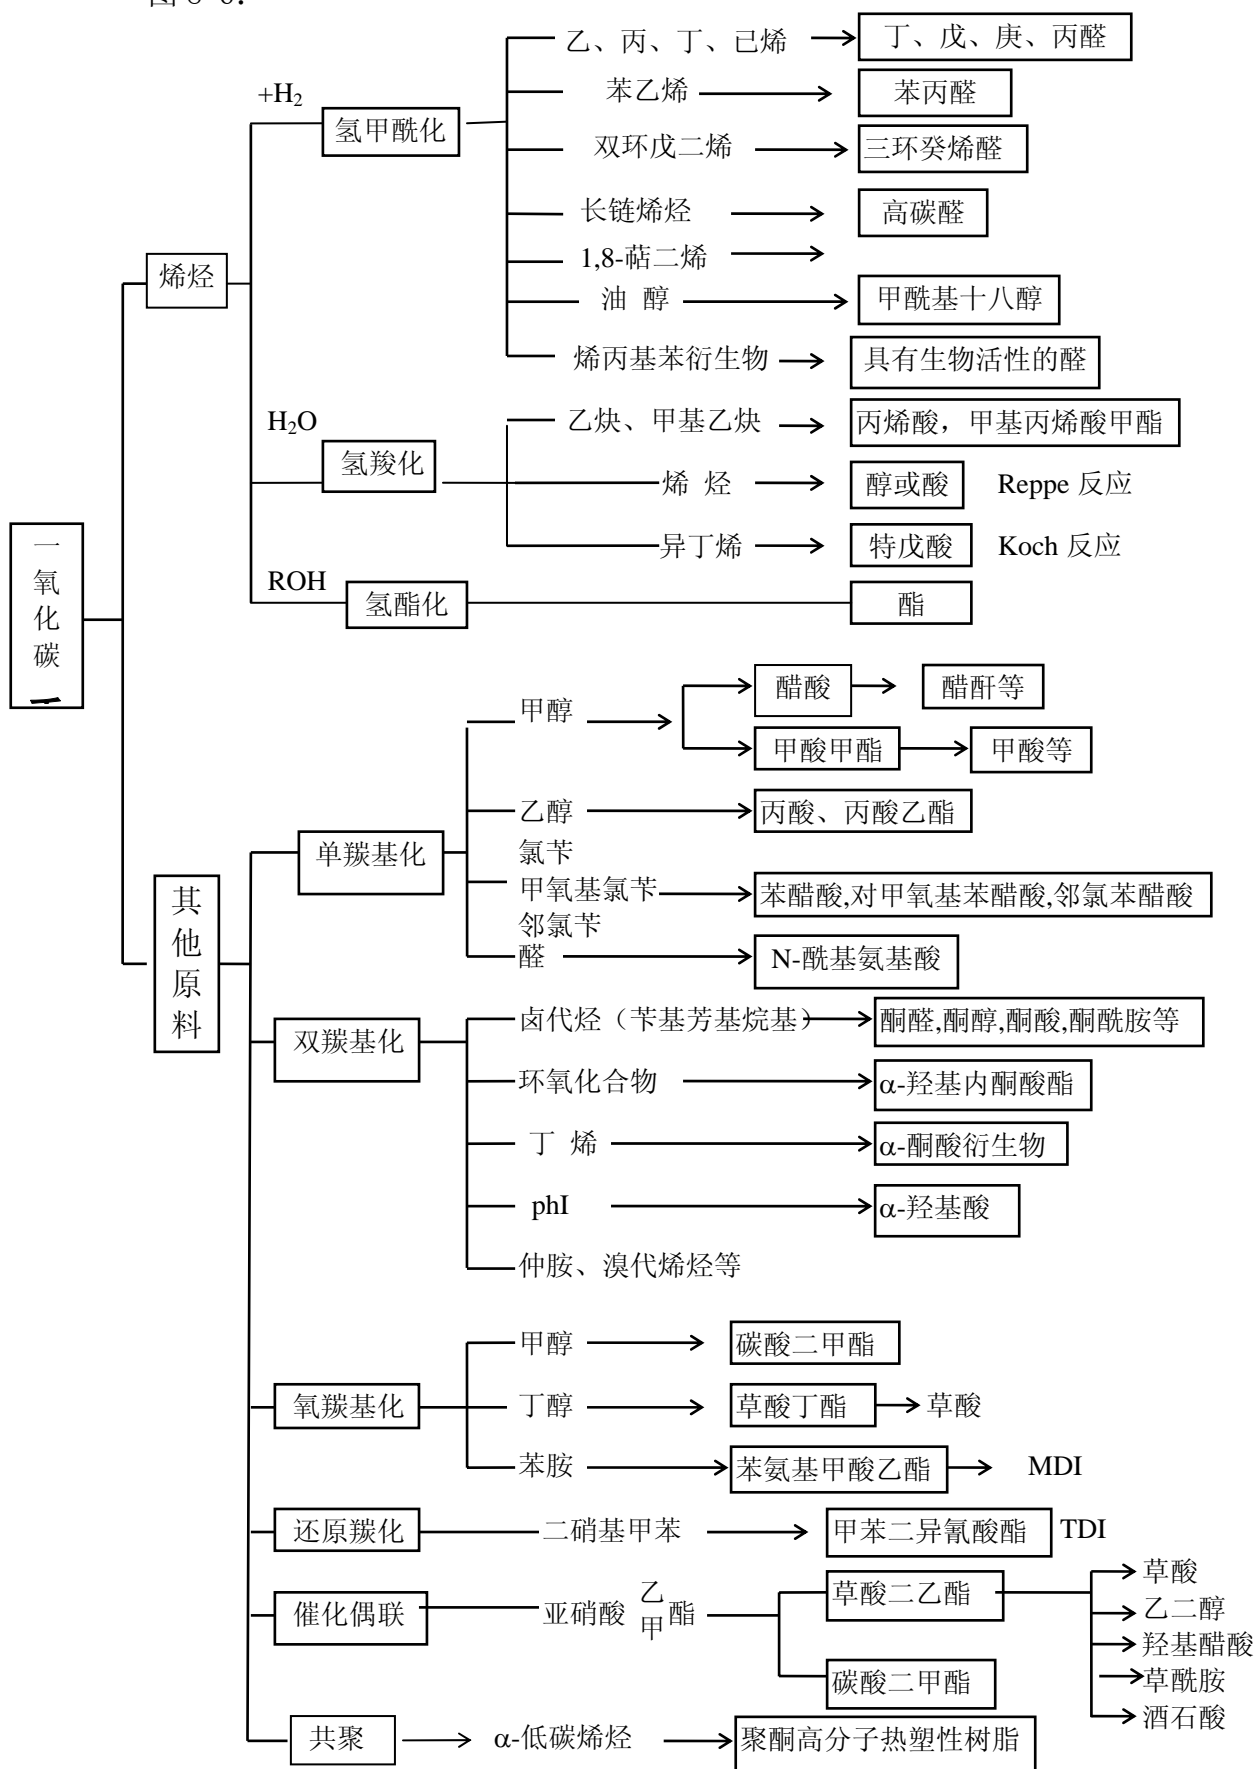 图 8-6:
乙、丙、丁、已烯
丁、戊、庚、丙醛
+H₂
氢甲酰化
苯乙烯
苯丙醛
双环戊二烯
三环癸烯醛
长链烯烃
高碳醛
1,8-萜二烯
烯烃
油 醇
甲酰基十八醇
烯丙基苯衍生物
具有生物活性的醛
H₂O
氢羧化
乙炔、甲基乙炔
丙烯酸，甲基丙烯酸甲酯
烯 烃
醇或酸
Reppe 反应
异丁烯
特戊酸
Koch 反应
一氧化碳
ROH
氢酯化
酯
甲醇
醋酸
醋酐等
甲酸甲酯
甲酸等
乙醇
丙酸、丙酸乙酯
单羰基化
氯苄
甲氧基氯苄
苯醋酸,对甲氧基苯醋酸,邻氯苯醋酸
邻氯苄
醛
N-酰基氨基酸
其他原料
双羰基化
卤代烃（苄基芳基烷基）
酮醛,酮醇,酮酸,酮酰胺等
环氧化合物
α-羟基内酮酸酯
丁 烯
α-酮酸衍生物
phI
α-羟基酸
仲胺、溴代烯烃等
甲醇
碳酸二甲酯
氧羰基化
丁醇
草酸丁酯
草酸
苯胺
苯氨基甲酸乙酯
MDI
还原羰化
二硝基甲苯
甲苯二异氰酸酯
TDI
催化偶联
亚硝酸
乙
甲
酯
草酸二乙酯
草酸
乙二醇
羟基醋酸
草酰胺
酒石酸
碳酸二甲酯
共聚
α-低碳烯烃
聚酮高分子热塑性树脂